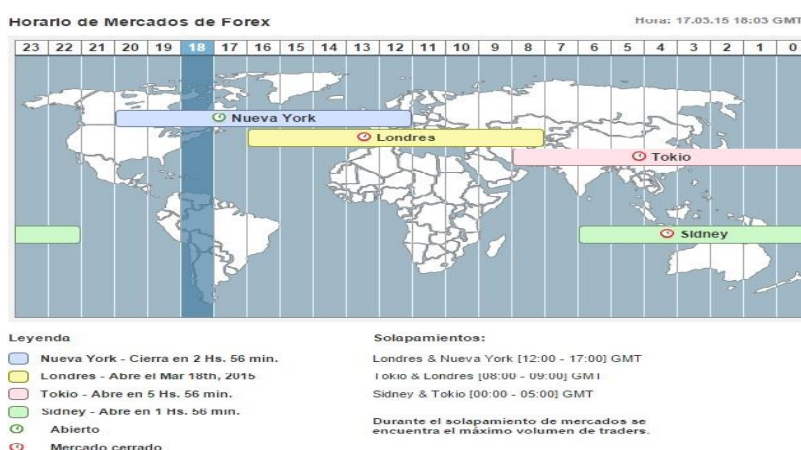 Horario de Mercados de Forex
Hora: 17.03.15 18:03 GMT
23 22 21 20 19 18 17 16 15 14 13 12 11 10 9 8 7 6 5 4 3 2 1 0
Nueva York
Londres
Tokio
Sidney
Leyenda
Nueva York - Cierra en 2 Hs. 56 min.
Londres - Abre el Mar 18th, 2015
Tokio - Abre en 5 Hs. 56 min.
Sidney - Abre en 1 Hs. 56 min.
Abierto
Mercado cerrado
Solapamientos:
Londres & Nueva York [12:00 - 17:00] GMT
Tokio & Londres [08:00 - 09:00] GMT
Sidney & Tokio [00:00 - 05:00] GMT
Durante el solapamiento de mercados se
encuentra el máximo volumen de traders.